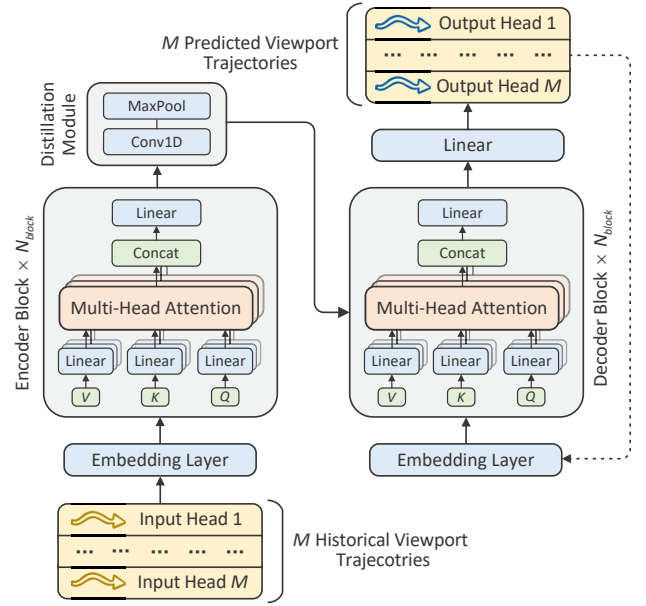 M Predicted Viewport
Trajectories
Output Head 1
... ... ... ... ...
Output Head M
Linear
Distillation
Module
MaxPool
Conv1D
Encoder Block × N_block
Linear
Concat
Multi-Head Attention
Linear
Linear
Linear
V
K
Q
Embedding Layer
Input Head 1
... ... ... ... ...
Input Head M
M Historical Viewport
Trajecotries
Decoder Block × N_block
Linear
Concat
Multi-Head Attention
Linear
Linear
Linear
V
K
Q
Embedding Layer